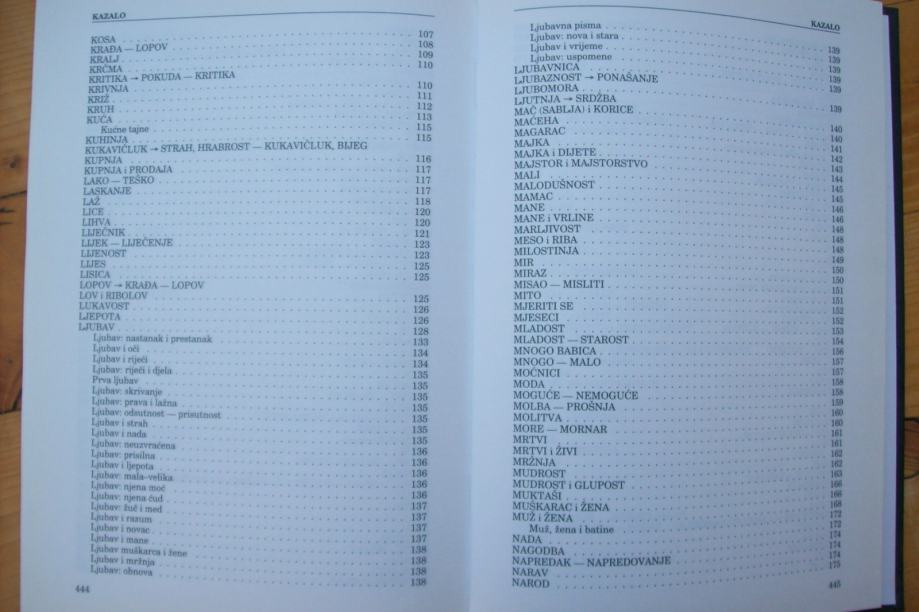 KAZALO
KOSA 107
KRAĐA — LOPOV 108
KRALJ 109
KRČMA 110
KRITIKA → POKUDA — KRITIKA
KRIVNJA 110
KRIŽ 111
KRUH 112
KUĆA 113
Kućne tajne 115
KUHINJA 115
KUKAVIČLUK → STRAH, HRABROST — KUKAVIČLUK, BIJEG
KUPNJA 116
KUPNJA i PRODAJA 117
LAKO — TEŠKO 117
LASKANJE 117
LAŽ 118
LICE 120
LIHVA 120
LIJEČNIK 121
LIJEK — LIJEČENJE 123
LIJENOST 123
LIJES 125
LISICA 125
LOPOV → KRAĐA — LOPOV
LOV i RIBOLOV 125
LUKAVOST 126
LJEPOTA 126
LJUBAV 128
Ljubav: nastanak i prestanak 133
Ljubav i oči 134
Ljubav i riječi 134
Ljubav: riječi i djela 135
Prva ljubav 135
Ljubav: skrivanje 135
Ljubav: prava i lažna 135
Ljubav: odsutnost — prisutnost 135
Ljubav i strah 135
Ljubav i nada 135
Ljubav: neuzvraćena 136
Ljubav: prisilna 136
Ljubav i ljepota 136
Ljubav: mala–velika 136
Ljubav: njena moć 136
Ljubav: njena ćud 137
Ljubav: žuč i med 137
Ljubav i razum 137
Ljubav i novac 137
Ljubav i mane 138
Ljubav muškarca i žene 138
Ljubav i mržnja 138
Ljubav: obnova 138
444
KAZALO
Ljubavna pisma 139
Ljubav: nova i stara 139
Ljubav i vrijeme 139
Ljubav: uspomene 139
LJUBAVNICA 139
LJUBAZNOST → PONAŠANJE
LJUBOMORA 139
LJUTNJA → SRDŽBA
MAČ (SABLJA) i KORICE 140
MAĆEHA 140
MAGARAC 141
MAJKA 142
MAJKA i DIJETE 143
MAJSTOR i MAJSTORSTVO 144
MALI 145
MALODUŠNOST 145
MAMAC 146
MANE 146
MANE i VRLINE 148
MARLJIVOST 148
MESO i RIBA 148
MILOSTINJA 149
MIR 150
MIRAZ 150
MISAO — MISLITI 151
MITO 151
MJERITI SE 152
MJESECI 152
MLADOST 153
MLADOST — STAROST 154
MNOGO BABICA 156
MNOGO — MALO 157
MOĆNICI 157
MODA 158
MOGUĆE — NEMOGUĆE 158
MOLBA — PROŠNJA 159
MOLITVA 160
MORE — MORNAR 160
MRTVI 161
MRTVI i ŽIVI 161
MRŽNJA 162
MUDROST 162
MUDROST i GLUPOST 163
MUKTAŠI 166
MUŠKARAC i ŽENA 166
MUŽ i ŽENA 168
Muž, žena i batine 172
NADA 172
NAGODBA 174
NAPREDAK — NAPREDOVANJE 174
NARAV 174
NAROD 175
445